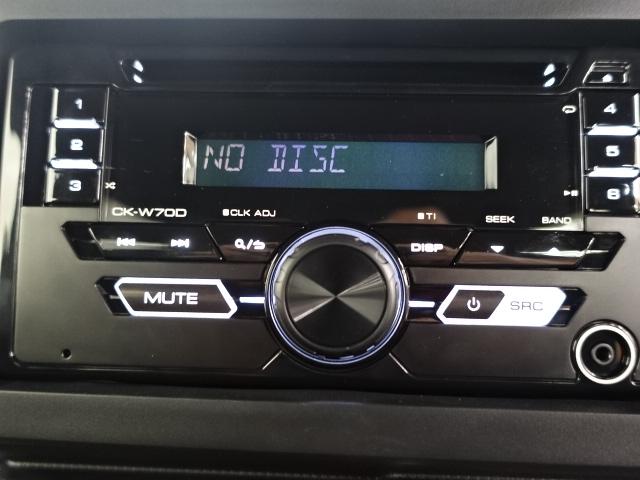 1
4
NO DISC
2
5
3
6
CK-W70D
CLK ADJ
TI
SEEK
BAND
DISP
MUTE
SRC